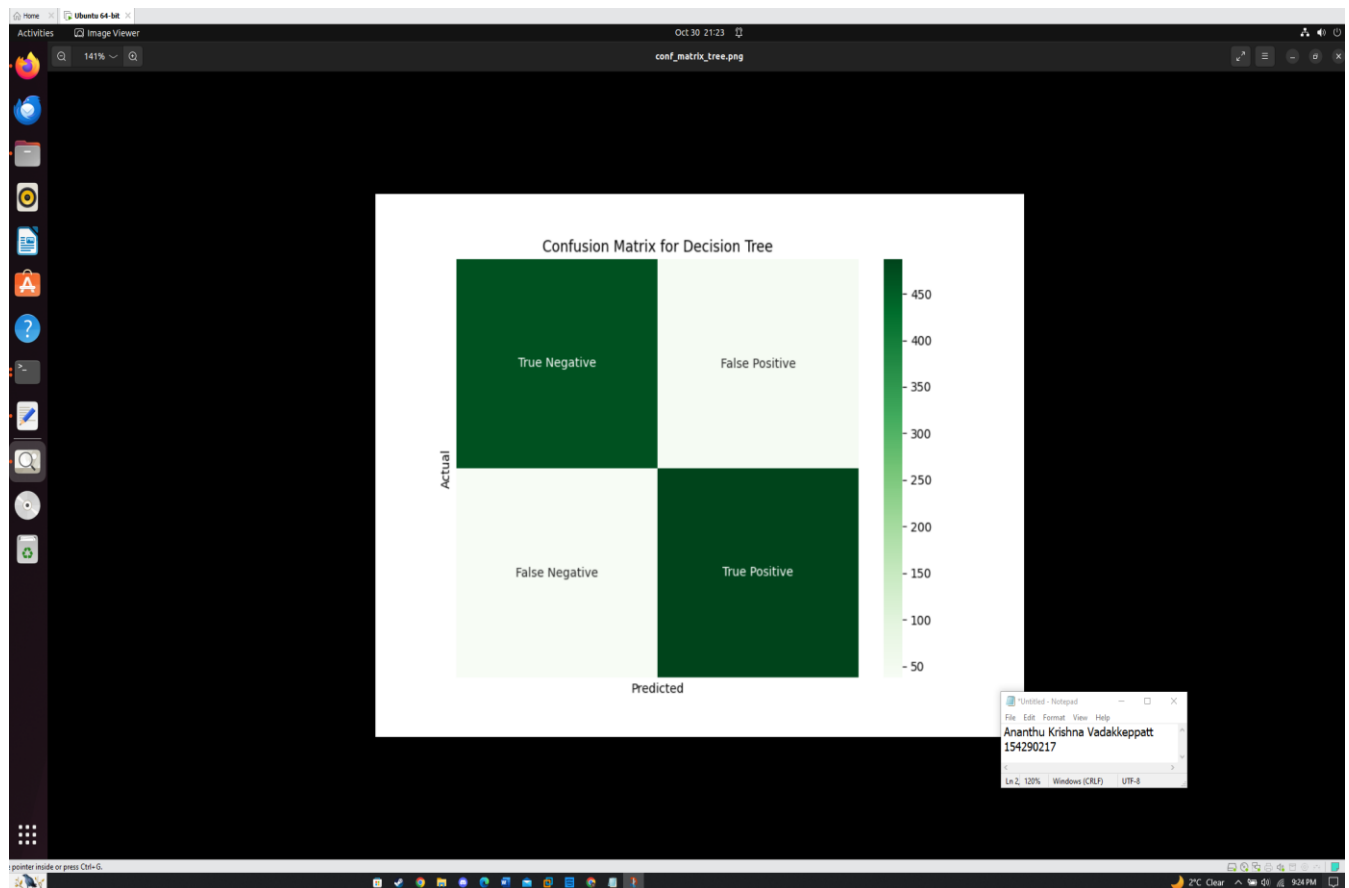 Home
Ubuntu 64-bit
Activities
Image Viewer
Oct 30 21:23
141%
conf_matrix_tree.png
Confusion Matrix for Decision Tree
True Negative
False Positive
False Negative
True Positive
Actual
Predicted
450
400
350
300
250
200
150
100
50
*Untitled - Notepad
File Edit Format View Help
Ananthu Krishna Vadakkeppatt
154290217
Ln 2, 120% Windows (CRLF) UTF-8
pointer inside or press Ctrl+G.
2°C Clear
9:24 PM